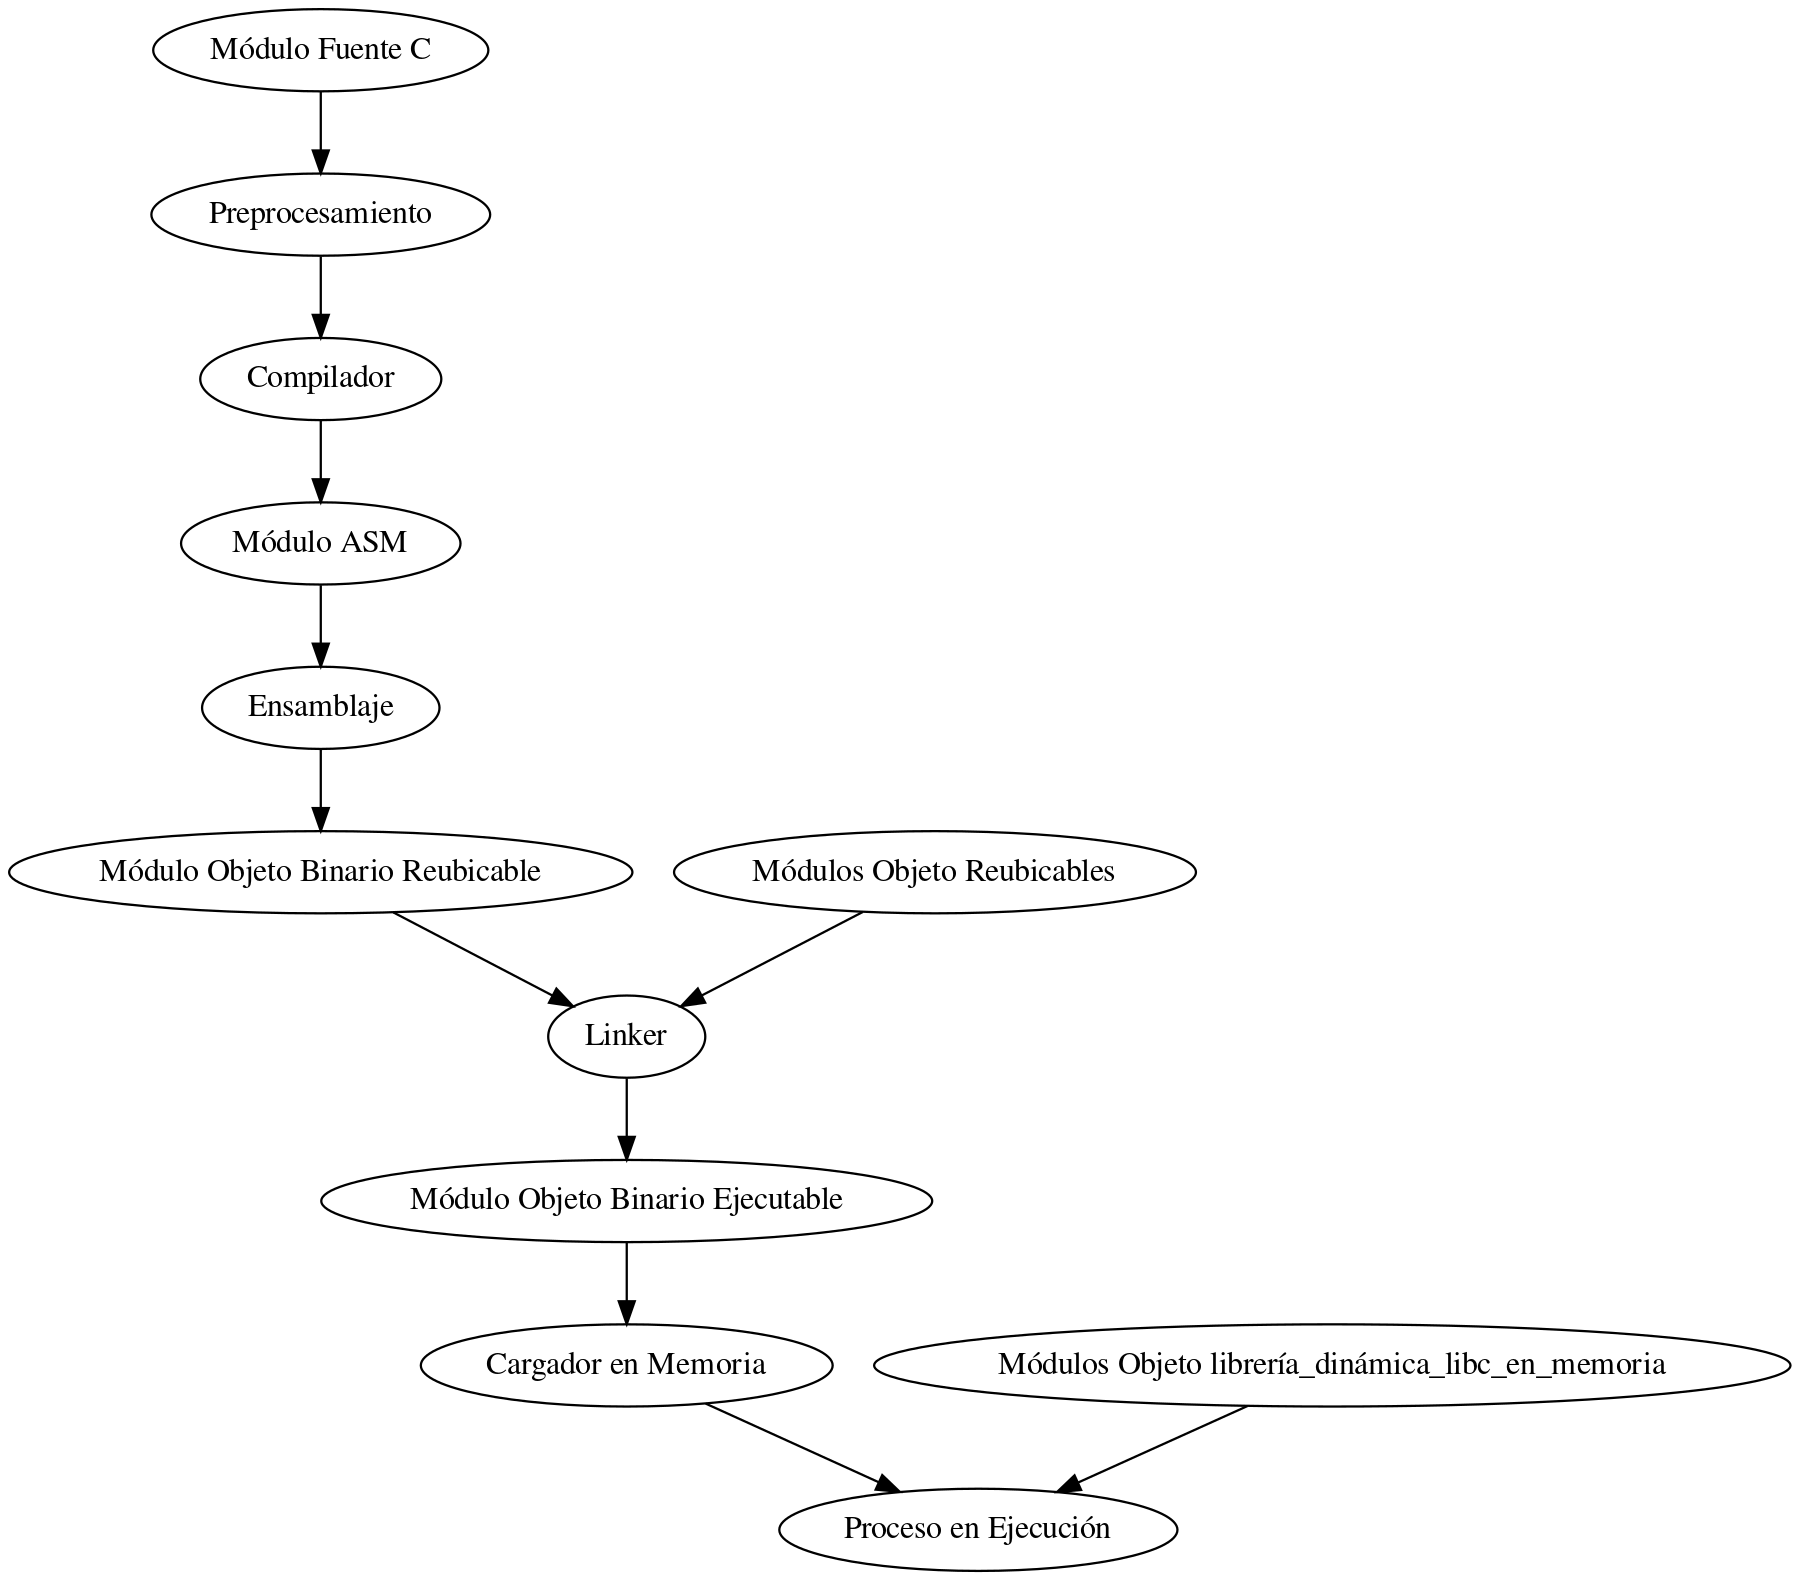 Módulo Fuente C
Preprocesamiento
Compilador
Módulo ASM
Ensamblaje
Módulo Objeto Binario Reubicable
Módulos Objeto Reubicables
Linker
Módulo Objeto Binario Ejecutable
Cargador en Memoria
Módulos Objeto librería_dinámica_libc_en_memoria
Proceso en Ejecución